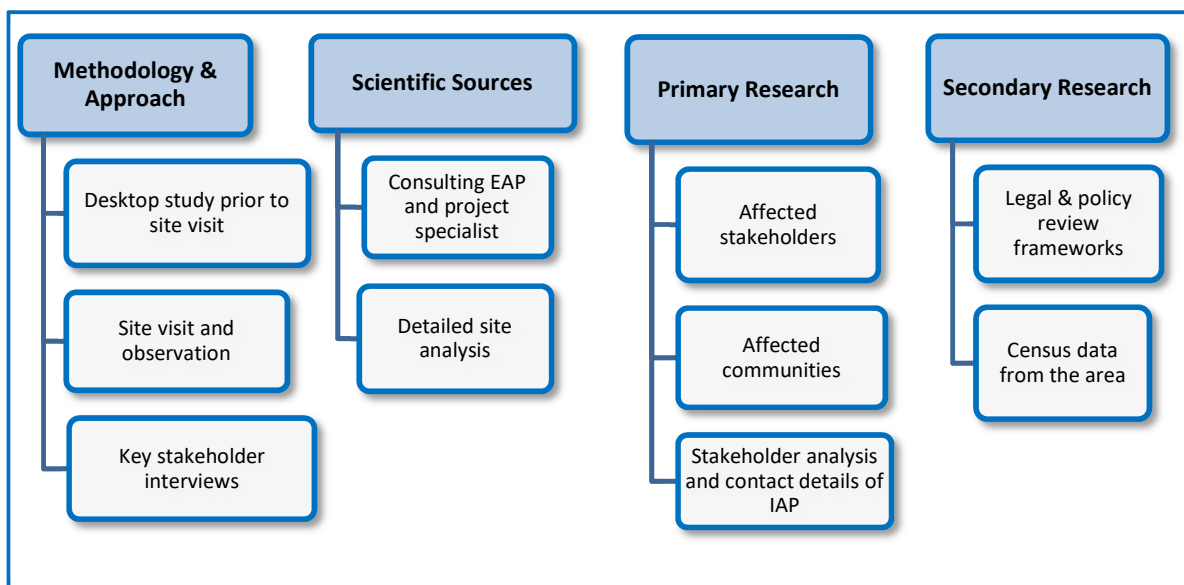 Methodology &
Approach
Desktop study prior to
site visit
Site visit and
observation
Key stakeholder
interviews
Scientific Sources
Consulting EAP
and project
specialist
Detailed site
analysis
Primary Research
Affected
stakeholders
Affected
communities
Stakeholder analysis
and contact details of
IAP
Secondary Research
Legal & policy
review
frameworks
Census data
from the area